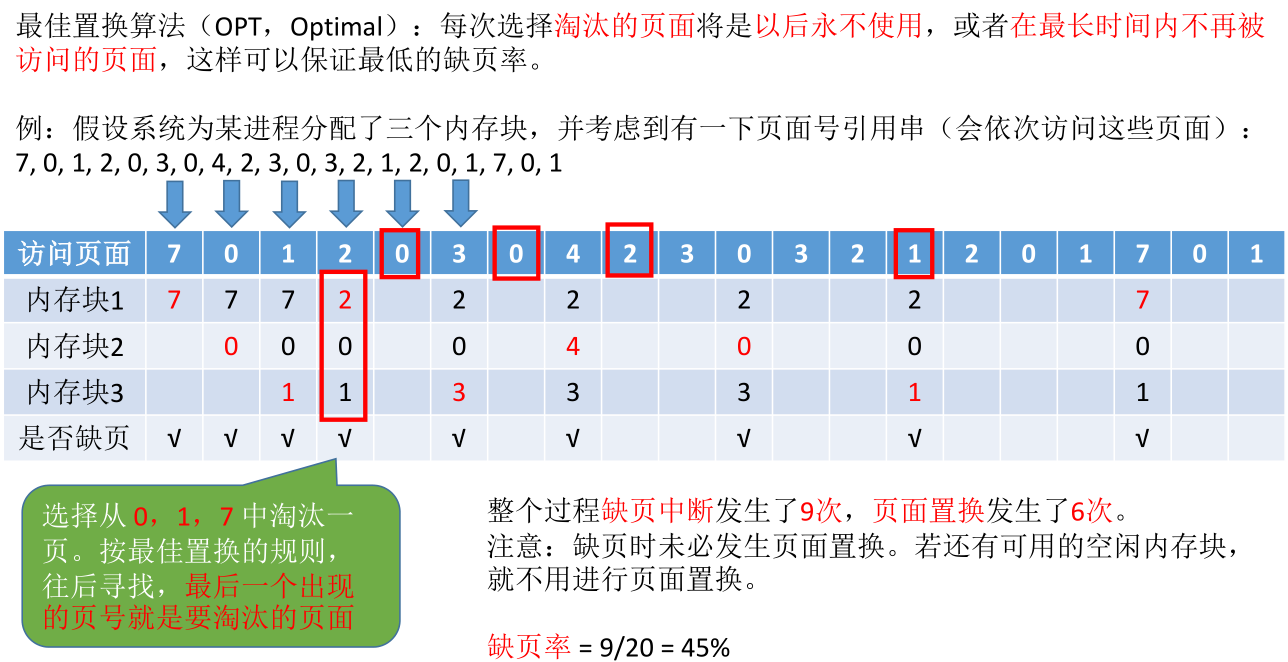 最佳置换算法（OPT，Optimal）：每次选择淘汰的页面将是以后永不使用，或者在最长时间内不再被
访问的页面，这样可以保证最低的缺页率。
例：假设系统为某进程分配了三个内存块，并考虑到有一下页面号引用串（会依次访问这些页面）：
7, 0, 1, 2, 0, 3, 0, 4, 2, 3, 0, 3, 2, 1, 2, 0, 1, 7, 0, 1
访问页面 7 0 1 2 0 3 0 4 2 3 0 3 2 1 2 0 1 7 0 1
内存块1 7 7 7 2 2 2 2 2 7
内存块2 0 0 0 0 4 0 0 0
内存块3 1 1 3 3 3 1 1
是否缺页 √ √ √ √ √ √ √ √ √
选择从 0，1，7 中淘汰一
页。按最佳置换的规则，
往后寻找，最后一个出现
的页号就是要淘汰的页面
整个过程缺页中断发生了9次，页面置换发生了6次。
注意：缺页时未必发生页面置换。若还有可用的空闲内存块，
就不用进行页面置换。
缺页率 = 9/20 = 45%